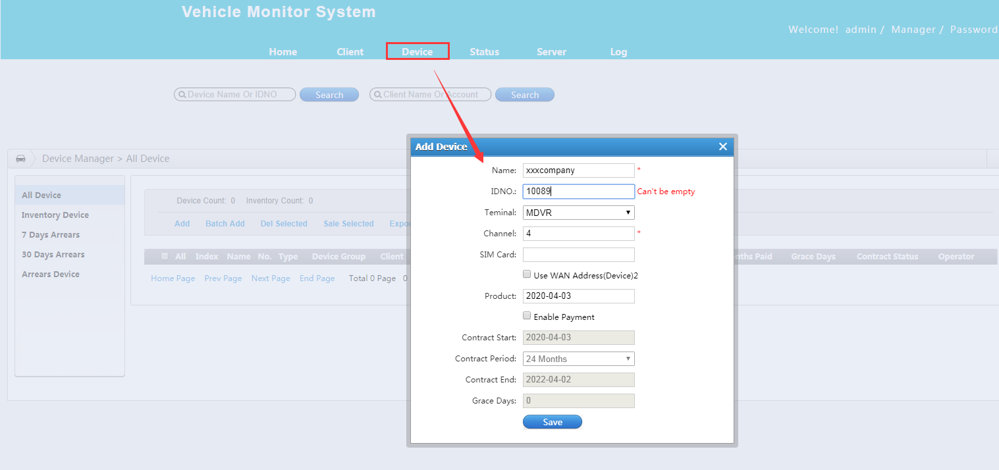 Vehicle Monitor System
Welcome! admin / Manager / Password
Home Client Device Status Server Log
Device Name Or IDNO Search Client Name Or Account Search
Device Manager > All Device
All Device
Inventory Device
7 Days Arrears
30 Days Arrears
Arrears Device
Device Count: 0 Inventory Count: 0
Add Batch Add Del Selected Sale Selected
All Index Name No. Type Device Group Client Paid Grace Days Contract Status Operator
Home Page Prev Page Next Page End Page Total 0 Page 0
Add Device
Name: xxxcompany *
IDNO.: 10089 Can't be empty
Teminal: MDVR
Channel: 4 *
SIM Card:
Use WAN Address(Device)2
Product: 2020-04-03
Enable Payment
Contract Start: 2020-04-03
Contract Period: 24 Months
Contract End: 2022-04-02
Grace Days: 0
Save